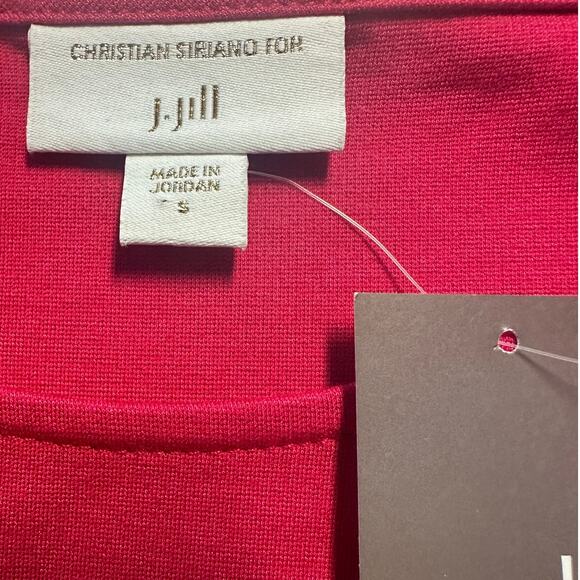 CHRISTIAN SIRIANO FOR
J.Jill
MADE IN
JORDAN
S